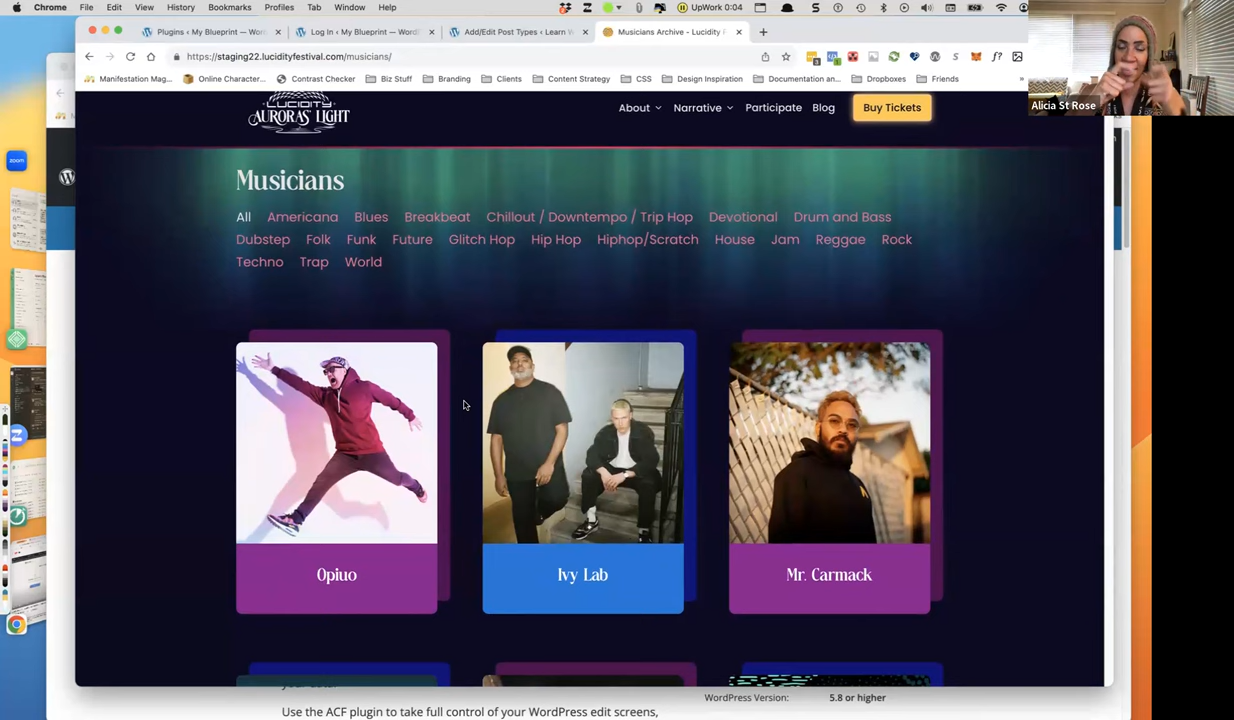 Chrome File Edit View History Bookmarks Profiles Tab Window Help UpWork 0:04
Plugins ‹ My Blueprint — Wor
Log In ‹ My Blueprint — Word
Add/Edit Post Types ‹ Learn W
Musicians Archive - Lucidity
https://staging22.lucidityfestival.com/musicians/
Manifestation Mag... Online Character... Contrast Checker Biz Stuff Branding Clients Content Strategy CSS Design Inspiration Documentation an... Dropboxes Friends »
Alicia St Rose
LUCIDITY
AURORAS' LIGHT
About Narrative Participate Blog Buy Tickets
Musicians
All Americana Blues Breakbeat Chillout / Downtempo / Trip Hop Devotional Drum and Bass
Dubstep Folk Funk Future Glitch Hop Hip Hop Hiphop/Scratch House Jam Reggae Rock
Techno Trap World
zoom
Opiuo
Ivy Lab
Mr. Carmack
WordPress Version: 5.8 or higher
Use the ACF plugin to take full control of your WordPress edit screens,